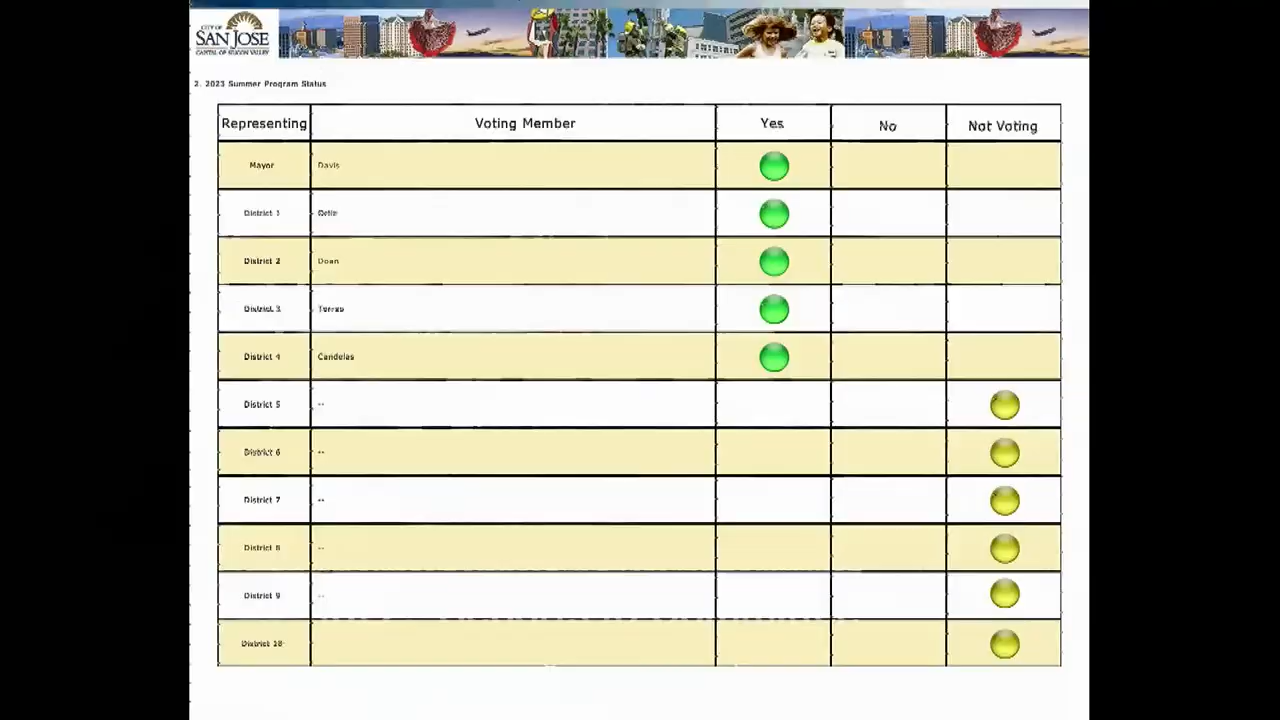 CITY OF
SAN JOSE
CAPITAL OF SILICON VALLEY
2. 2023 Summer Program Status
Representing Voting Member Yes No Not Voting
Mayor Davis
District 1 Ortiz
District 2 Doan
District 3 Torres
District 4 Candelas
District 5 --
District 6 --
District 7 --
District 8 --
District 9 --
District 10